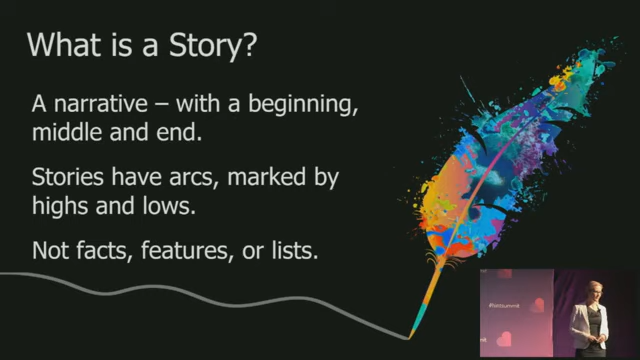 What is a Story?
A narrative – with a beginning,
middle and end.
Stories have arcs, marked by
highs and lows.
Not facts, features, or lists.